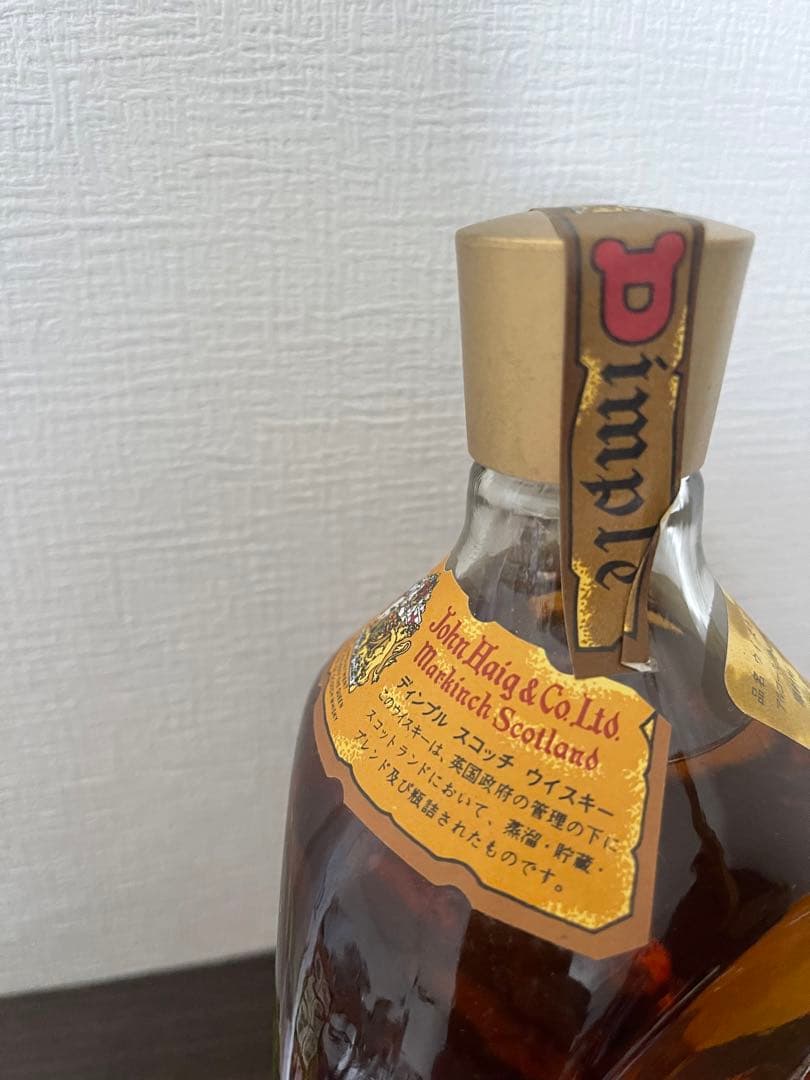 Dimple
John Haig & Co. Ltd.
Markinch Scotland
ディンプル スコッチ ウイスキー
このウイスキーは、英国政府の管理の下に
スコットランドにおいて、蒸溜・貯蔵・
ブレンド及び瓶詰されたものです。